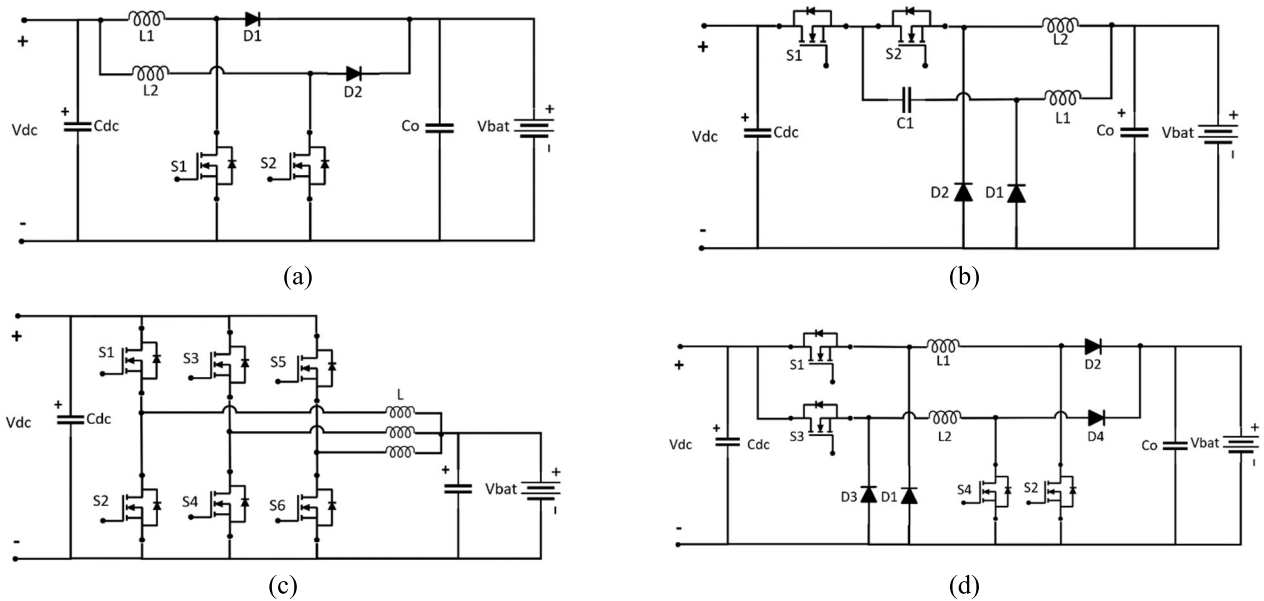 L1
D1
+
L2
D2
+
+
Vdc
Cdc
Co
Vbat
-
S1
S2
-
(a)
+
S1
S2
L2
C1
L1
+
+
+
Vdc
Cdc
Co
Vbat
-
D2
D1
-
(b)
+
S1
S3
S5
+
Vdc
Cdc
L
+
+
Vbat
-
S2
S4
S6
-
(c)
+
S1
L1
D2
+
+
+
Vdc
Cdc
S3
L2
D4
Co
Vbat
-
D3
D1
S4
S2
-
(d)